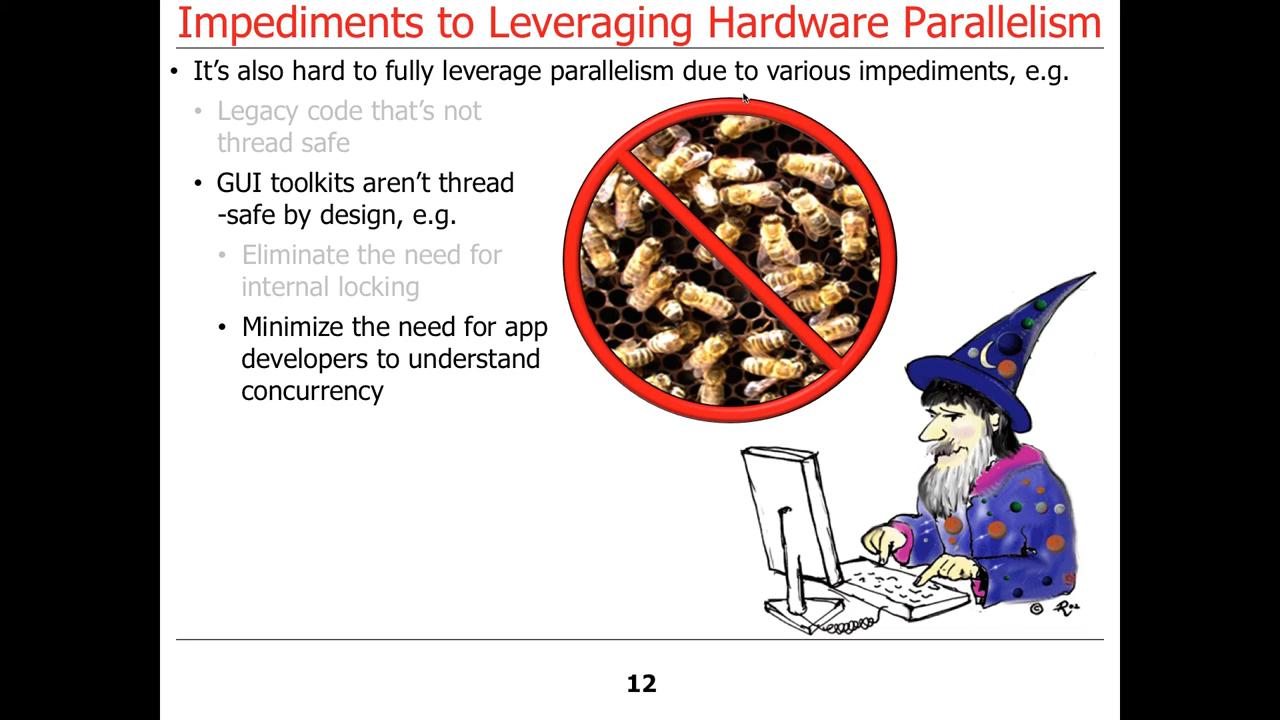 Impediments to Leveraging Hardware Parallelism
• It's also hard to fully leverage parallelism due to various impediments, e.g.
• Legacy code that's not
thread safe
• GUI toolkits aren't thread
-safe by design, e.g.
• Eliminate the need for
internal locking
• Minimize the need for app
developers to understand
concurrency
12